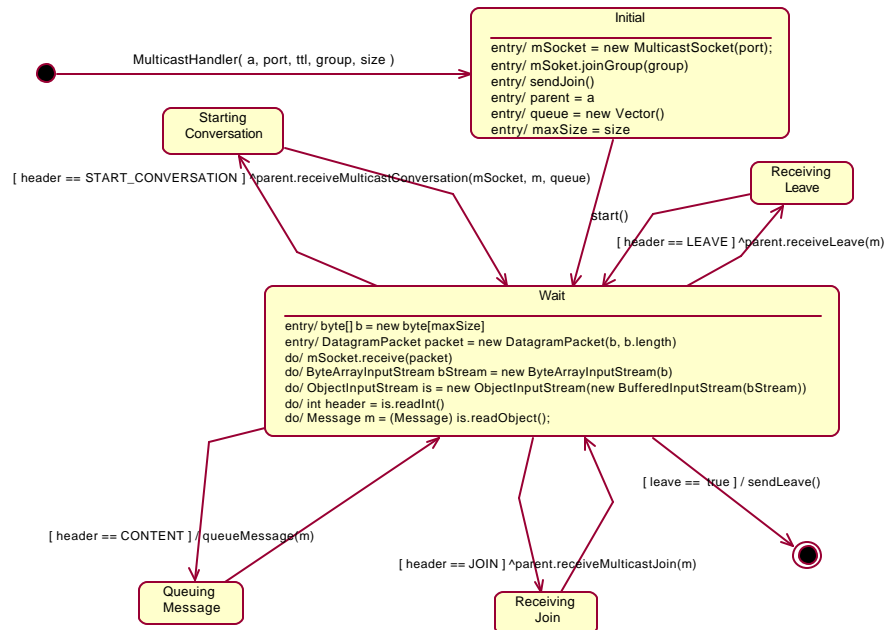 Initial
entry/ mSocket = new MulticastSocket(port);
entry/ mSoket.joinGroup(group)
entry/ sendJoin()
entry/ parent = a
entry/ queue = new Vector()
entry/ maxSize = size
MulticastHandler( a, port, ttl, group, size )
Starting
Conversation
[ header == START_CONVERSATION ] ^parent.receiveMulticastConversation(mSocket, m, queue)
Receiving
Leave
start()
[ header == LEAVE ] ^parent.receiveLeave(m)
Wait
entry/ byte[] b = new byte[maxSize]
entry/ DatagramPacket packet = new DatagramPacket(b, b.length)
do/ mSocket.receive(packet)
do/ ByteArrayInputStream bStream = new ByteArrayInputStream(b)
do/ ObjectInputStream is = new ObjectInputStream(new BufferedInputStream(bStream))
do/ int header = is.readInt()
do/ Message m = (Message) is.readObject();
[ leave == true ] / sendLeave()
[ header == CONTENT ] / queueMessage(m)
[ header == JOIN ] ^parent.receiveMulticastJoin(m)
Queuing
Message
Receiving
Join